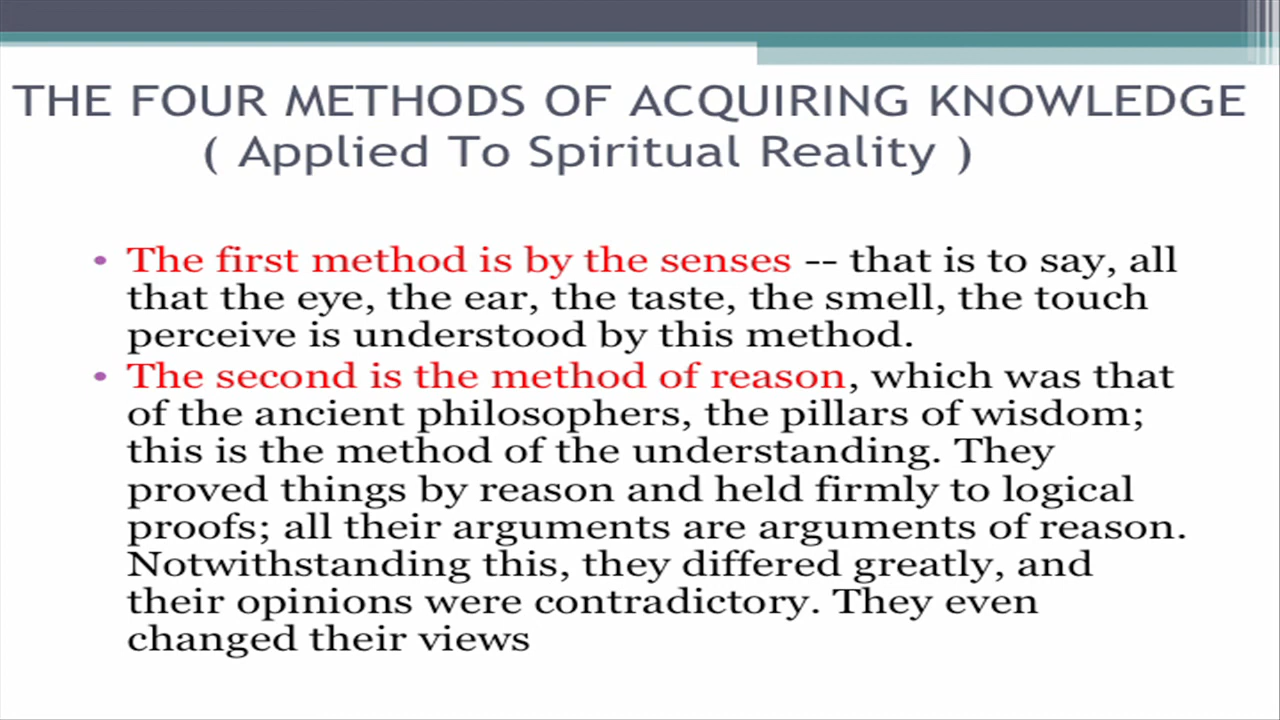 THE FOUR METHODS OF ACQUIRING KNOWLEDGE
( Applied To Spiritual Reality )
• The first method is by the senses -- that is to say, all
that the eye, the ear, the taste, the smell, the touch
perceive is understood by this method.
• The second is the method of reason, which was that
of the ancient philosophers, the pillars of wisdom;
this is the method of the understanding. They
proved things by reason and held firmly to logical
proofs; all their arguments are arguments of reason.
Notwithstanding this, they differed greatly, and
their opinions were contradictory. They even
changed their views